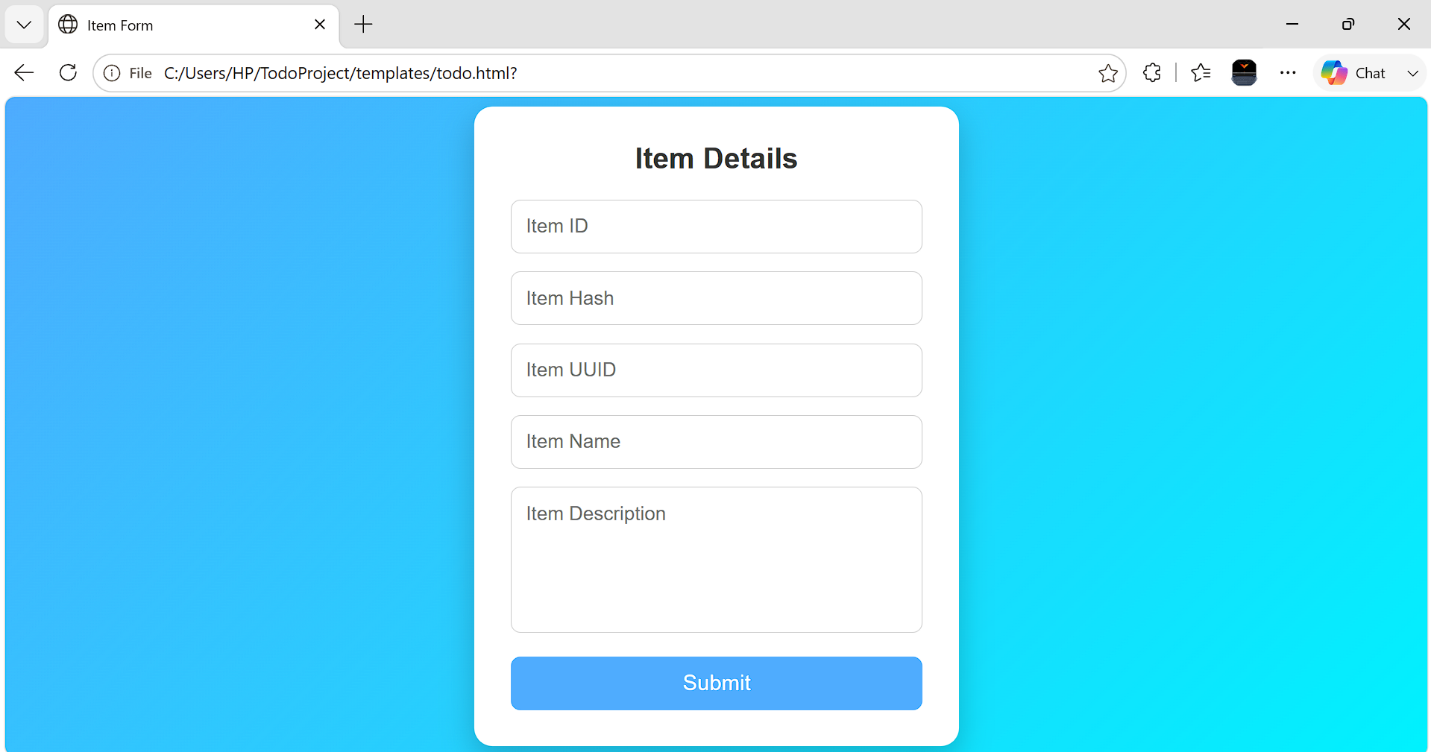 Item Form
File C:/Users/HP/TodoProject/templates/todo.html?
Chat
Item Details
Item ID
Item Hash
Item UUID
Item Name
Item Description
Submit